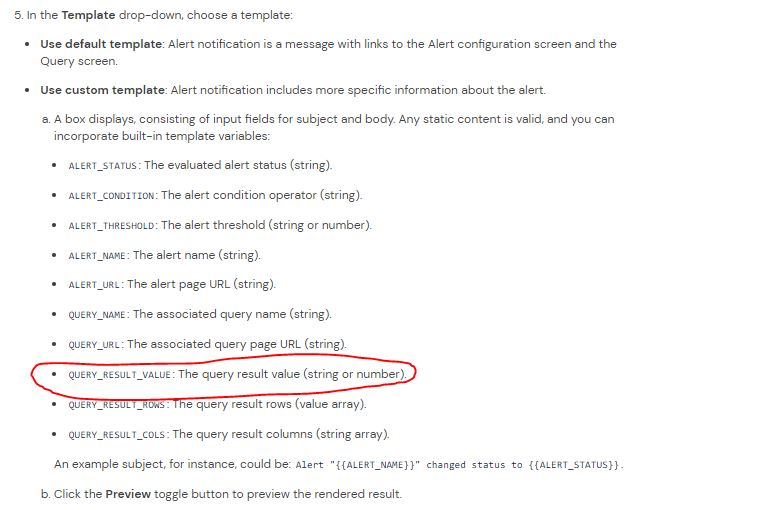 5. In the Template drop-down, choose a template:
• Use default template: Alert notification is a message with links to the Alert configuration screen and the
Query screen.
• Use custom template: Alert notification includes more specific information about the alert.
a. A box displays, consisting of input fields for subject and body. Any static content is valid, and you can
incorporate built-in template variables:
• ALERT_STATUS: The evaluated alert status (string).
• ALERT_CONDITION: The alert condition operator (string).
• ALERT_THRESHOLD: The alert threshold (string or number).
• ALERT_NAME: The alert name (string).
• ALERT_URL: The alert page URL (string).
• QUERY_NAME: The associated query name (string).
• QUERY_URL: The associated query page URL (string).
• QUERY_RESULT_VALUE: The query result value (string or number).
• QUERY_RESULT_ROWS: The query result rows (value array).
• QUERY_RESULT_COLS: The query result columns (string array).
An example subject, for instance, could be: Alert "{{ALERT_NAME}}" changed status to {{ALERT_STATUS}}.
b. Click the Preview toggle button to preview the rendered result.